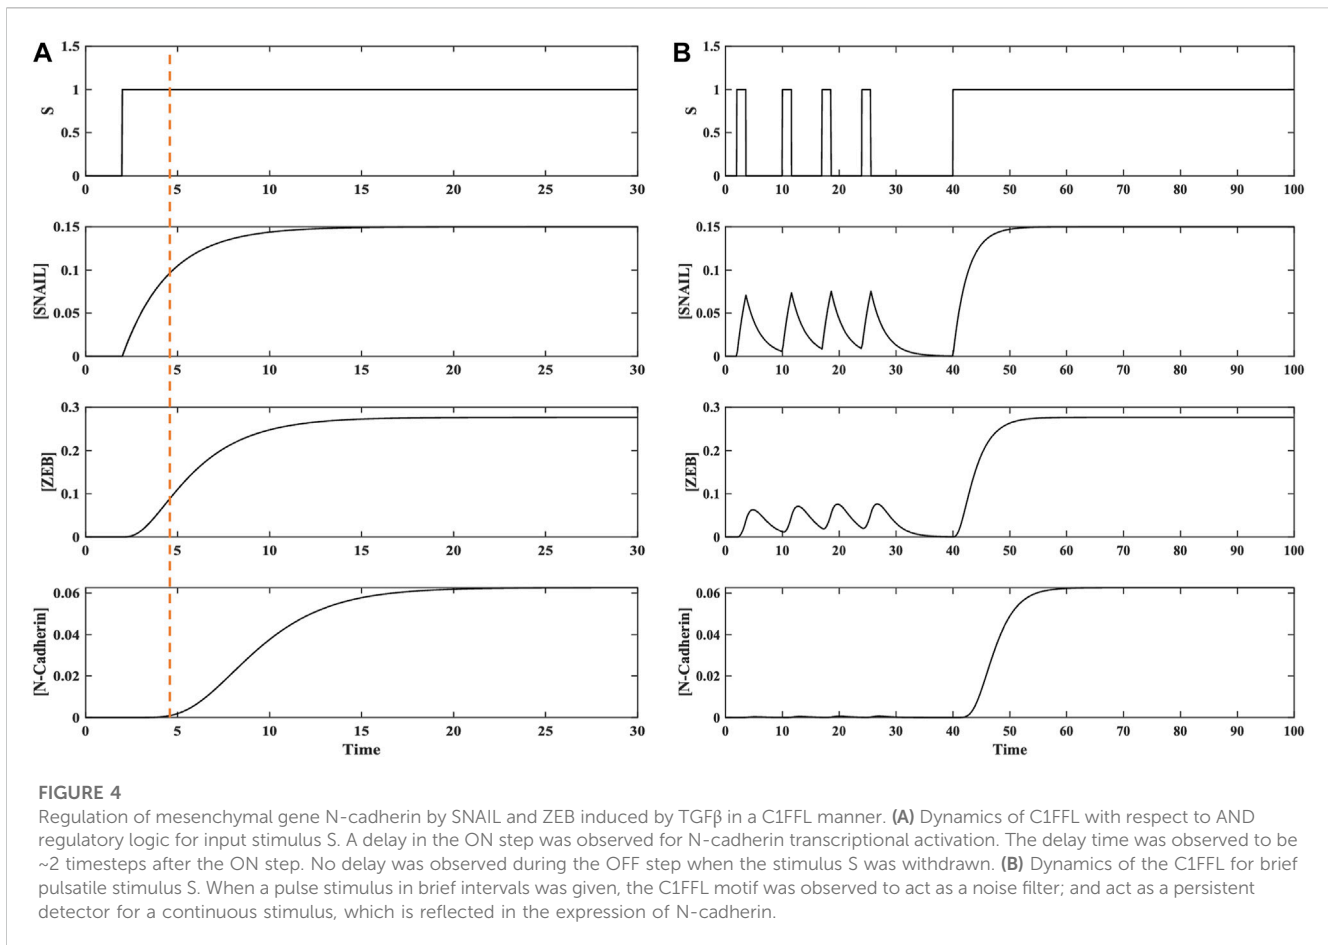 A
B
1.5
1
0.5
0
S
0 5 10 15 20 25 30
1.5
1
0.5
0
S
0 10 20 30 40 50 60 70 80 90 100
0.15
0.1
0.05
0
[SNAIL]
0 5 10 15 20 25 30
0.15
0.1
0.05
0
[SNAIL]
0 10 20 30 40 50 60 70 80 90 100
0.3
0.2
0.1
0
[ZEB]
0 5 10 15 20 25 30
0.3
0.2
0.1
0
[ZEB]
0 10 20 30 40 50 60 70 80 90 100
0.06
0.04
0.02
0
[N-Cadherin]
0 5 10 15 20 25 30
Time
0.06
0.04
0.02
0
[N-Cadherin]
0 10 20 30 40 50 60 70 80 90 100
Time
FIGURE 4
Regulation of mesenchymal gene N-cadherin by SNAIL and ZEB induced by TGFβ in a C1FFL manner. (A) Dynamics of C1FFL with respect to AND
regulatory logic for input stimulus S. A delay in the ON step was observed for N-cadherin transcriptional activation. The delay time was observed to be
~2 timesteps after the ON step. No delay was observed during the OFF step when the stimulus S was withdrawn. (B) Dynamics of the C1FFL for brief
pulsatile stimulus S. When a pulse stimulus in brief intervals was given, the C1FFL motif was observed to act as a noise filter; and act as a persistent
detector for a continuous stimulus, which is reflected in the expression of N-cadherin.